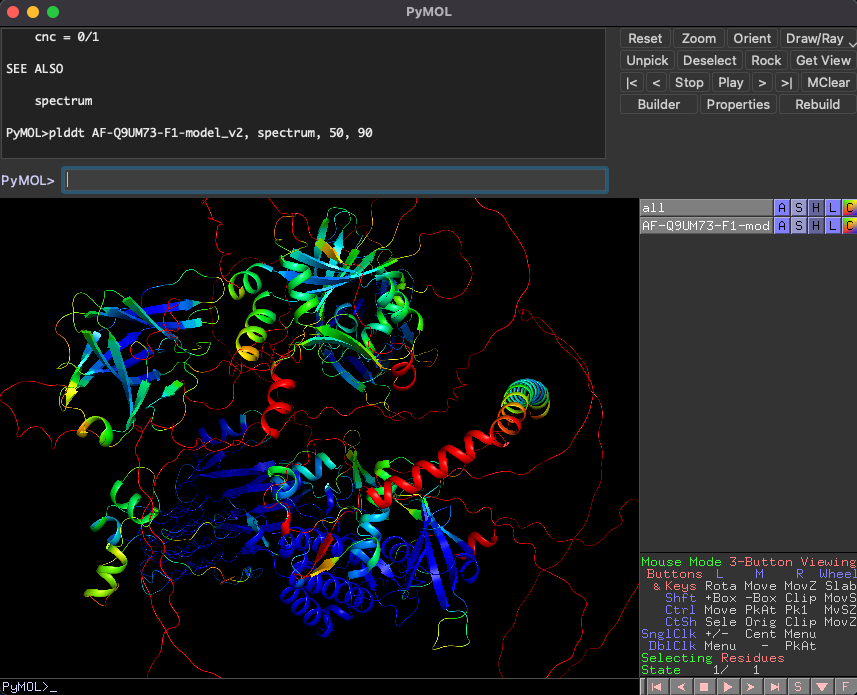 PyMOL
cnc = 0/1
SEE ALSO
spectrum
PyMOL>plddt AF-Q9UM73-F1-model_v2, spectrum, 50, 90
PyMOL>
Reset Zoom Orient Draw/Ray
Unpick Deselect Rock Get View
|< < Stop Play > >| MClear
Builder Properties Rebuild
all A S H L C
AF-Q9UM73-F1-mod A S H L C
Mouse Mode 3-Button Viewing
Buttons L M R Wheel
& Keys Rota Move MovZ Slab
Shft +Box -Box Clip MovS
Ctrl Move PkAt Pk1 MvSZ
CtSh Sele Orig Clip MovZ
SnglClk +/- Cent Menu
DblClk Menu - PkAt
Selecting Residues
State 1/ 1
PyMOL>_
S F